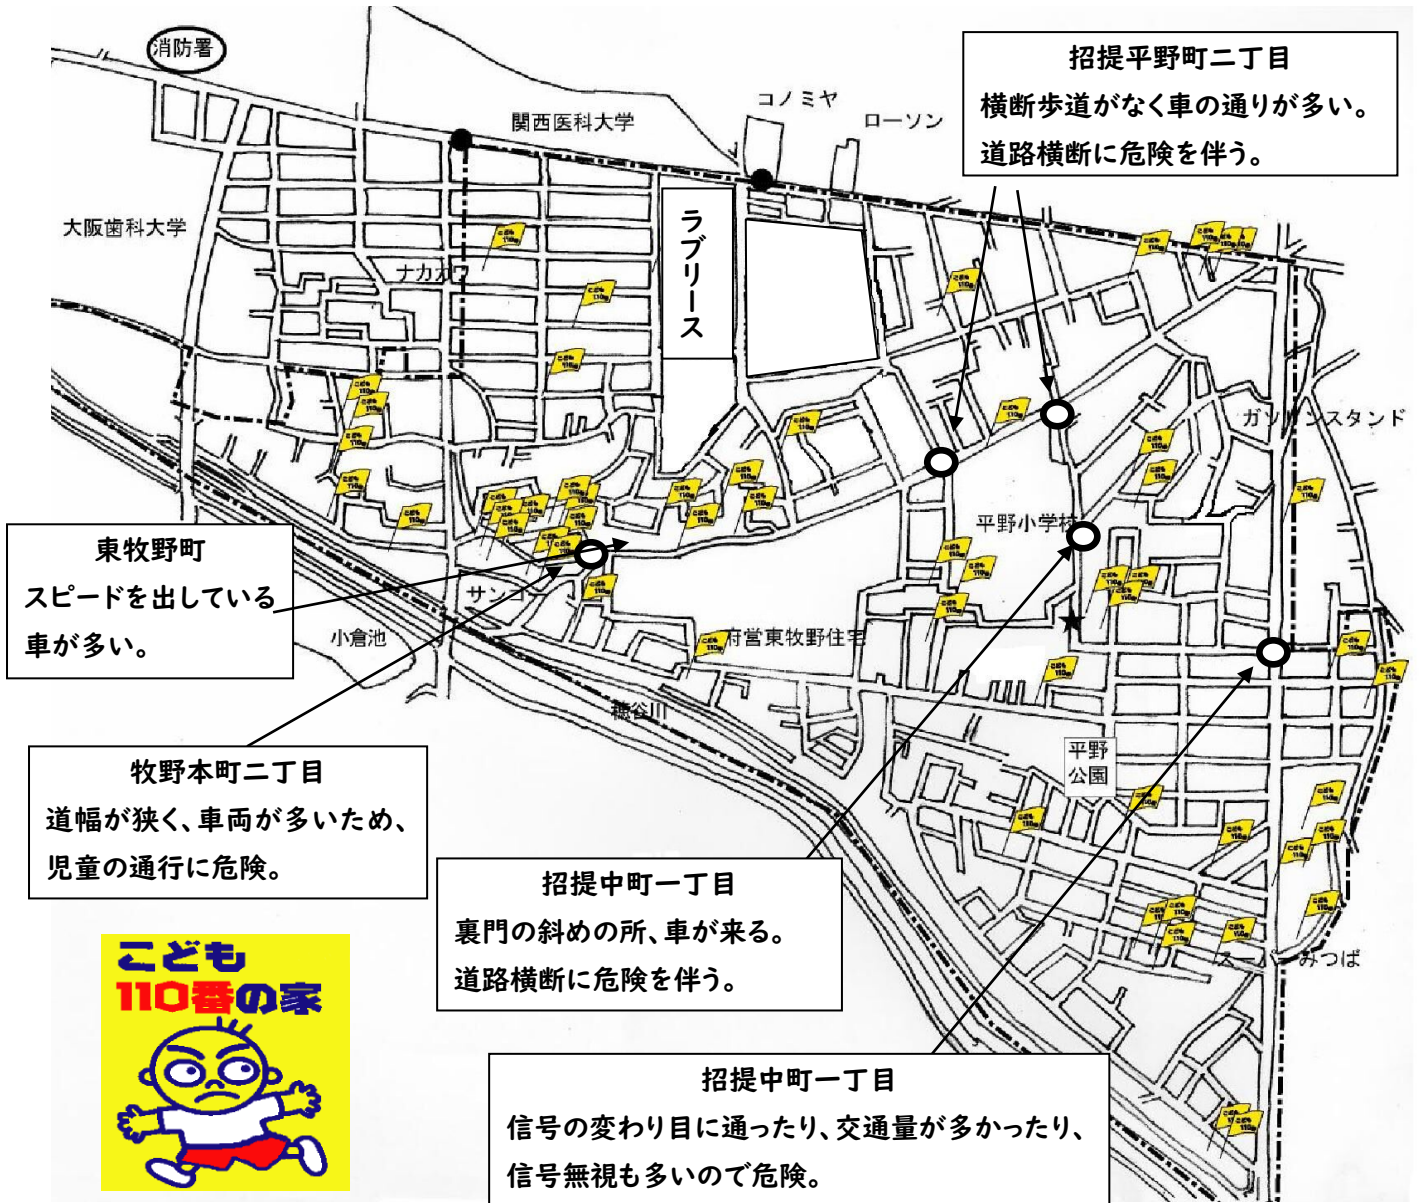 消防署
関西医科大学
コノミヤ
ローソン
招提平野町二丁目
横断歩道がなく車の通りが多い。
道路横断に危険を伴う。
大阪歯科大学
ラブリース
ガソリンスタンド
平野小学校
東牧野町
スピードを出している
車が多い。
小倉池
府営東牧野住宅
穂谷川
牧野本町二丁目
道幅が狭く、車両が多いため、
児童の通行に危険。
平野
公園
招提中町一丁目
裏門の斜めの所、車が来る。
道路横断に危険を伴う。
スーパーみつば
こども
110番の家
招提中町一丁目
信号の変わり目に通ったり、交通量が多かったり、
信号無視も多いので危険。